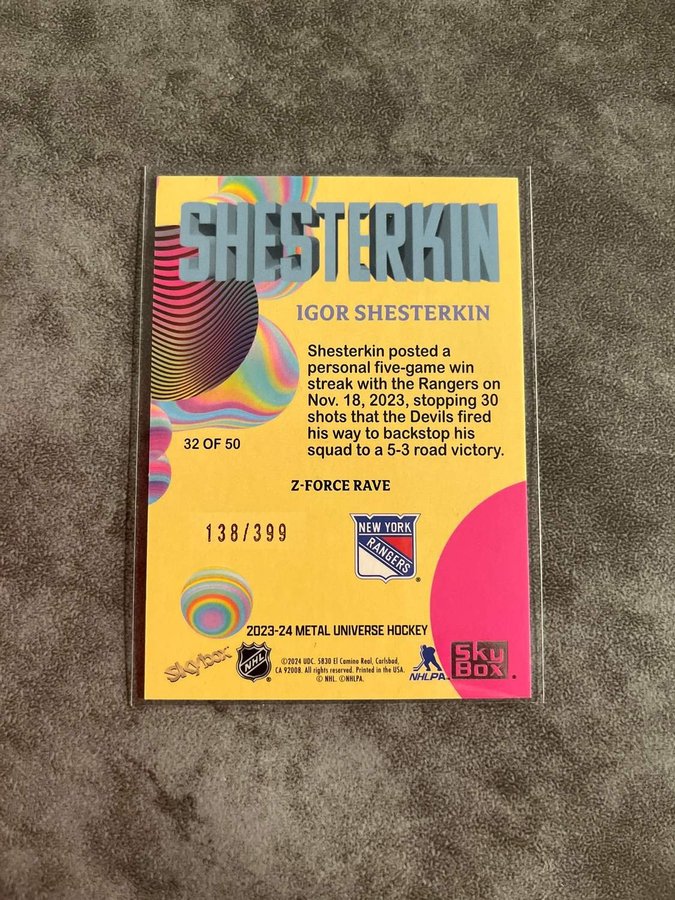 SHESTERKIN
IGOR SHESTERKIN
Shesterkin posted a
personal five-game win
streak with the Rangers on
Nov. 18, 2023, stopping 30
shots that the Devils fired
his way to backstop his
squad to a 5-3 road victory.
32 OF 50
Z-FORCE RAVE
138/399
NEW YORK
RANGERS
®
2023-24 METAL UNIVERSE HOCKEY
skybox
NHL
®
©2024 UDC. 5830 El Camino Real, Carlsbad,
CA 92008. All rights reserved. Printed in the USA.
© NHL. ©NHLPA.
NHLPA
Sky
Box
®